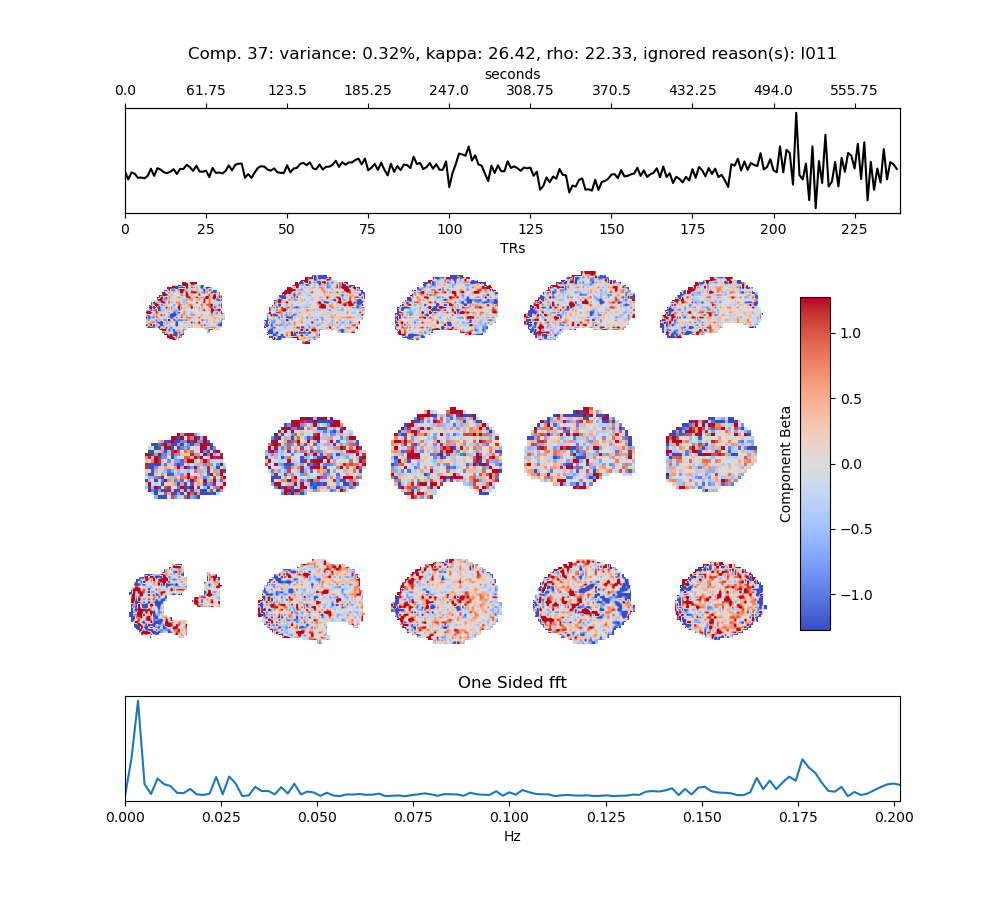 Comp. 37: variance: 0.32%, kappa: 26.42, rho: 22.33, ignored reason(s): I011
seconds
0.0 61.75 123.5 185.25 247.0 308.75 370.5 432.25 494.0 555.75
0 25 50 75 100 125 150 175 200 225
TRs
1.0
0.5
0.0
−0.5
−1.0
Component Beta
One Sided fft
0.000 0.025 0.050 0.075 0.100 0.125 0.150 0.175 0.200
Hz